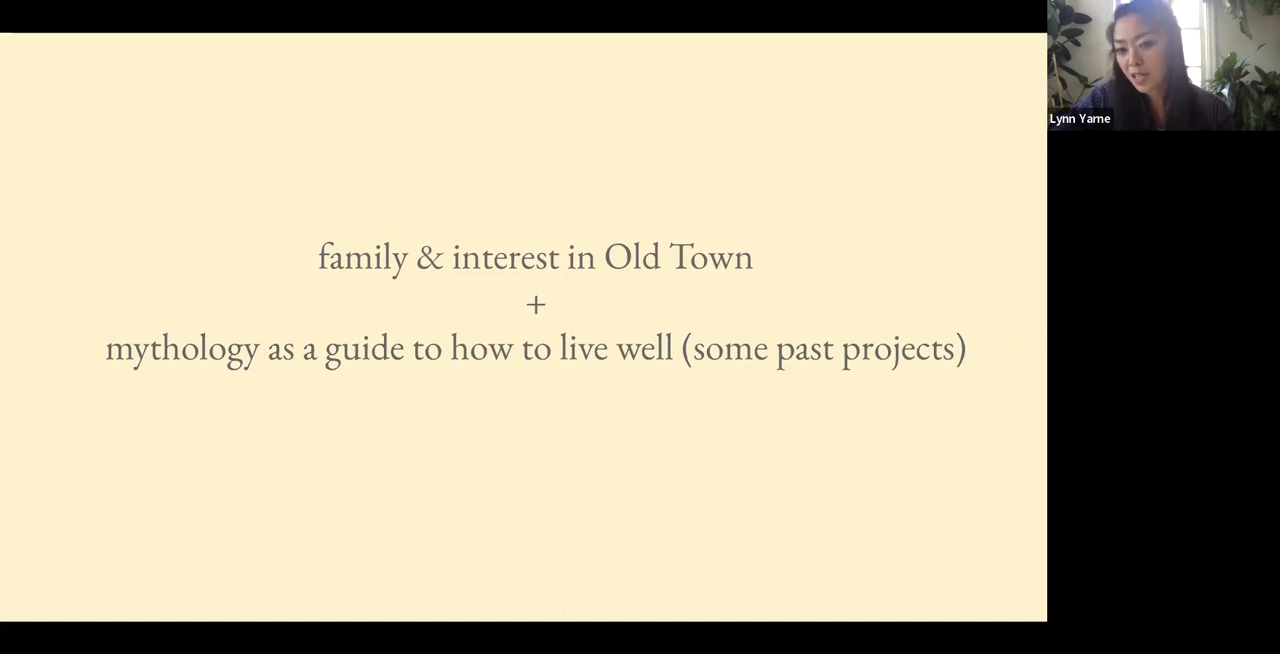 family & interest in Old Town
+
mythology as a guide to how to live well (some past projects)
Lynn Yarne